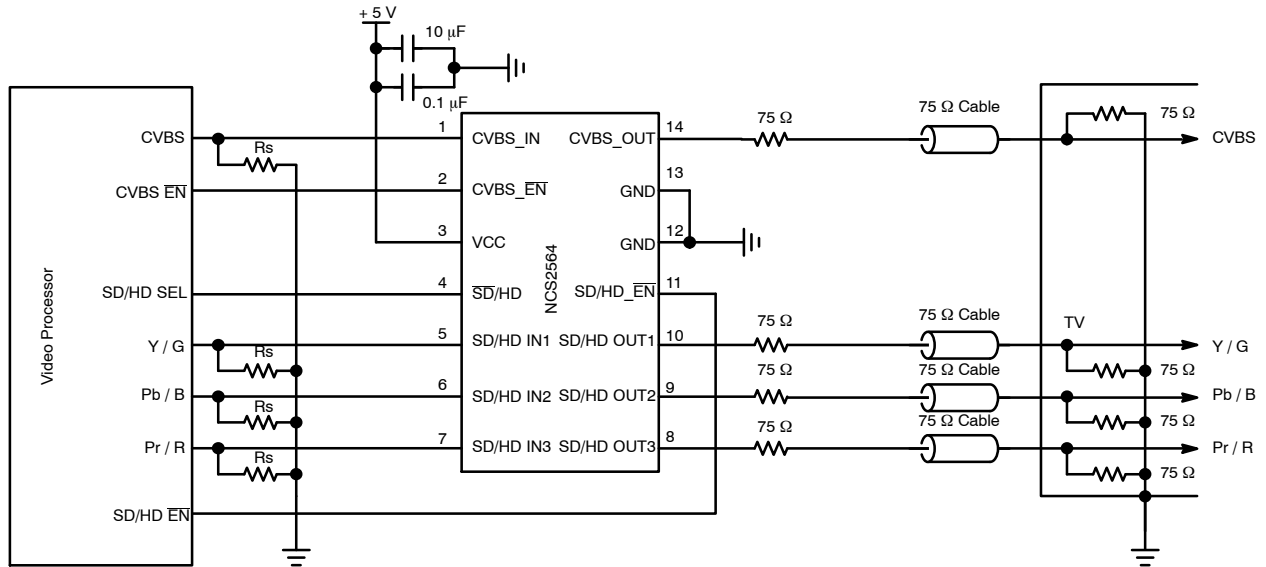 + 5 V
10 μF
0.1 μF
Video Processor
CVBS
CVBS EN
SD/HD SEL
Y / G
Pb / B
Pr / R
SD/HD EN
Rs
Rs
Rs
Rs
1
2
3
4
5
6
7
CVBS_IN
CVBS_EN
VCC
SD/HD
SD/HD IN1
SD/HD IN2
SD/HD IN3
NCS2564
CVBS_OUT
GND
GND
SD/HD_EN
SD/HD OUT1
SD/HD OUT2
SD/HD OUT3
14
13
12
11
10
9
8
75 Ω
75 Ω
75 Ω
75 Ω
75 Ω Cable
75 Ω Cable
75 Ω Cable
75 Ω Cable
TV
75 Ω
75 Ω
75 Ω
75 Ω
CVBS
Y / G
Pb / B
Pr / R